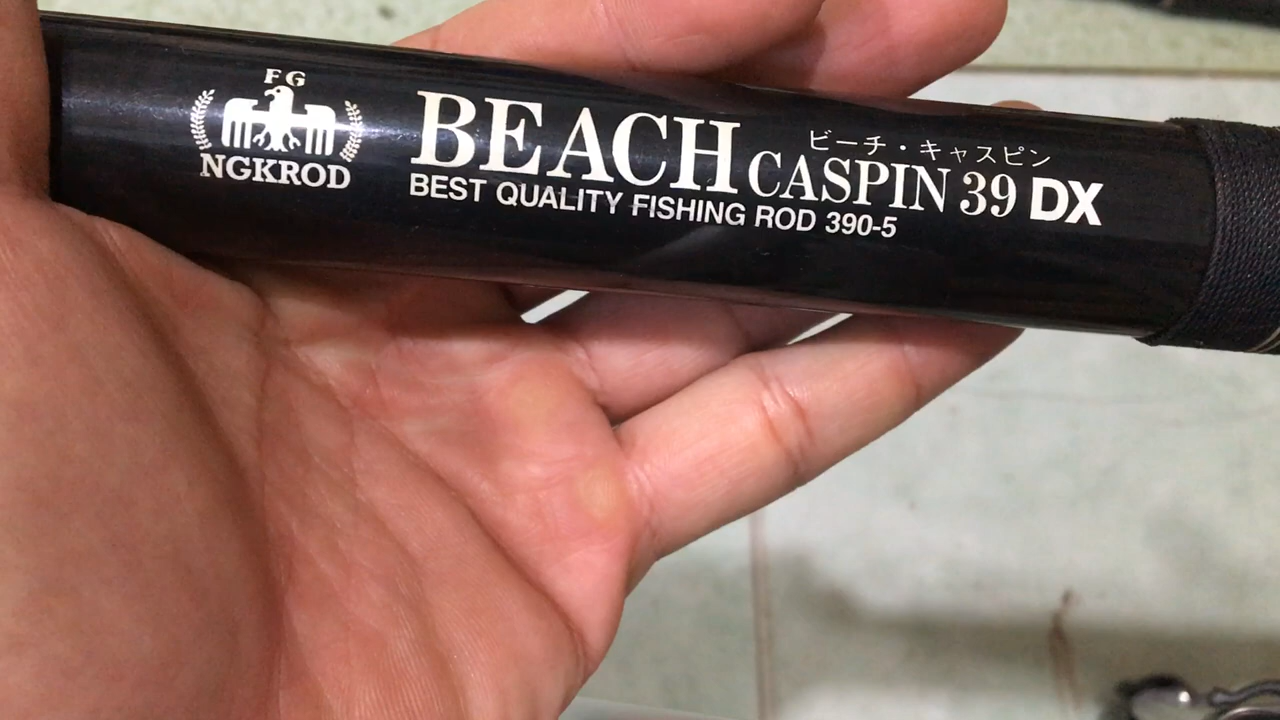 FG
NGKROD
BEACH
ビーチ・キャスピン
CASPIN 39 DX
BEST QUALITY FISHING ROD 390-5